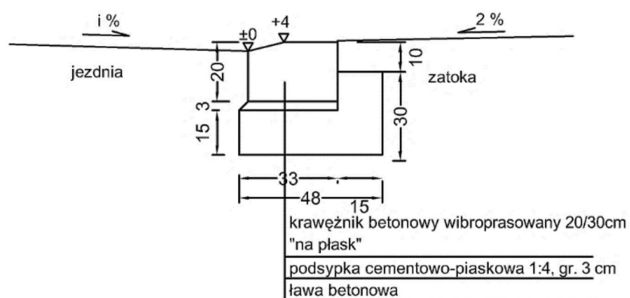 i %
2 %
±0
+4
jezdnia
zatoka
20
10
3
15
30
33
48
15
krawężnik betonowy wibroprasowany 20/30cm
"na płask"
podsypka cementowo-piaskowa 1:4, gr. 3 cm
ława betonowa